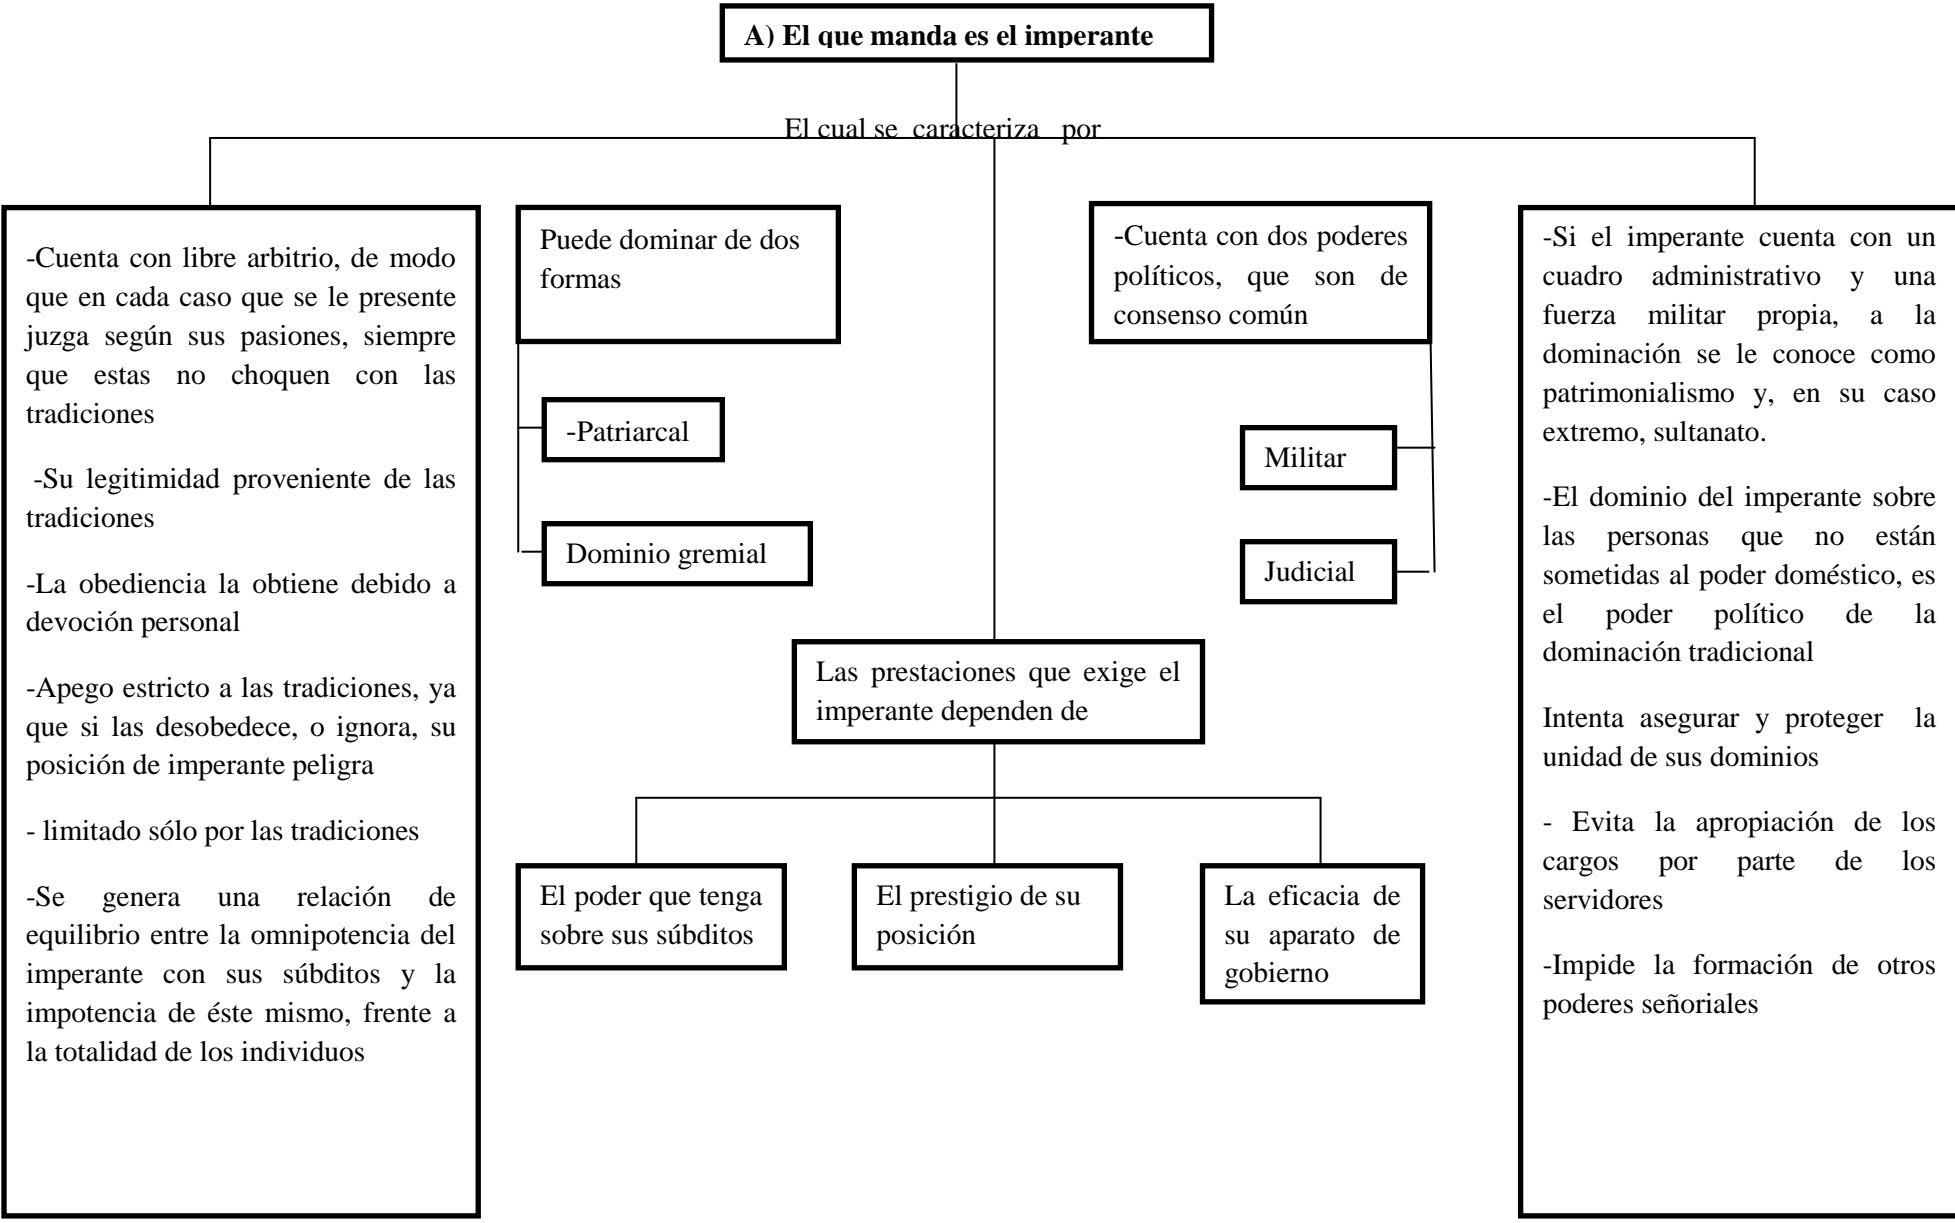 A) El que manda es el imperante
El cual se caracteriza por
-Cuenta con libre arbitrio, de modo
que en cada caso que se le presente
juzga según sus pasiones, siempre
que estas no choquen con las
tradiciones
-Su legitimidad proveniente de las
tradiciones
-La obediencia la obtiene debido a
devoción personal
-Apego estricto a las tradiciones, ya
que si las desobedece, o ignora, su
posición de imperante peligra
- limitado sólo por las tradiciones
-Se genera una relación de
equilibrio entre la omnipotencia del
imperante con sus súbditos y la
impotencia de éste mismo, frente a
la totalidad de los individuos
Puede dominar de dos
formas
-Patriarcal
Dominio gremial
-Cuenta con dos poderes
políticos, que son de
consenso común
Militar
Judicial
Las prestaciones que exige el
imperante dependen de
El poder que tenga
sobre sus súbditos
El prestigio de su
posición
La eficacia de
su aparato de
gobierno
-Si el imperante cuenta con un
cuadro administrativo y una
fuerza militar propia, a la
dominación se le conoce como
patrimonialismo y, en su caso
extremo, sultanato.
-El dominio del imperante sobre
las personas que no están
sometidas al poder doméstico, es
el poder político de la
dominación tradicional
Intenta asegurar y proteger la
unidad de sus dominios
- Evita la apropiación de los
cargos por parte de los
servidores
-Impide la formación de otros
poderes señoriales